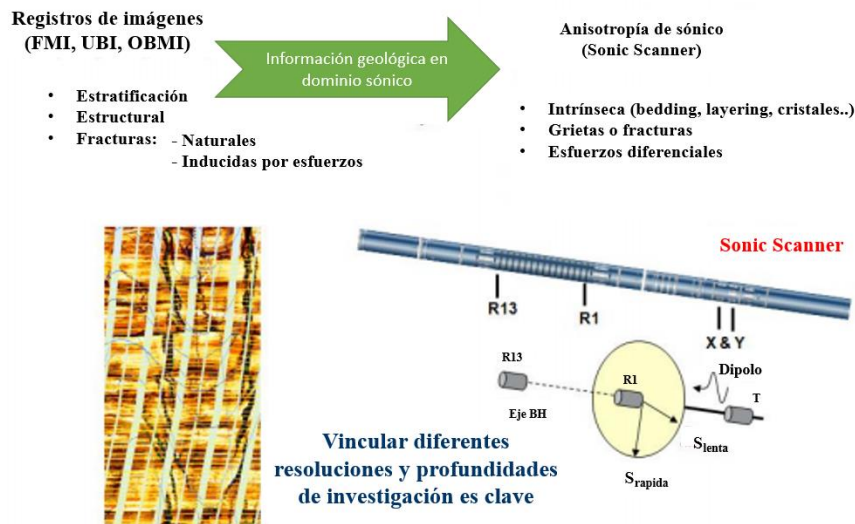 Registros de imágenes
(FMI, UBI, OBMI)
Información geológica en
dominio sónico
Anisotropía de sónico
(Sonic Scanner)
• Estratificación
• Estructural
• Fracturas: - Naturales
- Inducidas por esfuerzos
• Intrínseca (bedding, layering, cristales..)
• Grietas o fracturas
• Esfuerzos diferenciales
Sonic Scanner
R13
R1
X & Y
R13
R1
Dipolo
T
Eje BH
Slenta
Srapida
Vincular diferentes
resoluciones y profundidades
de investigación es clave